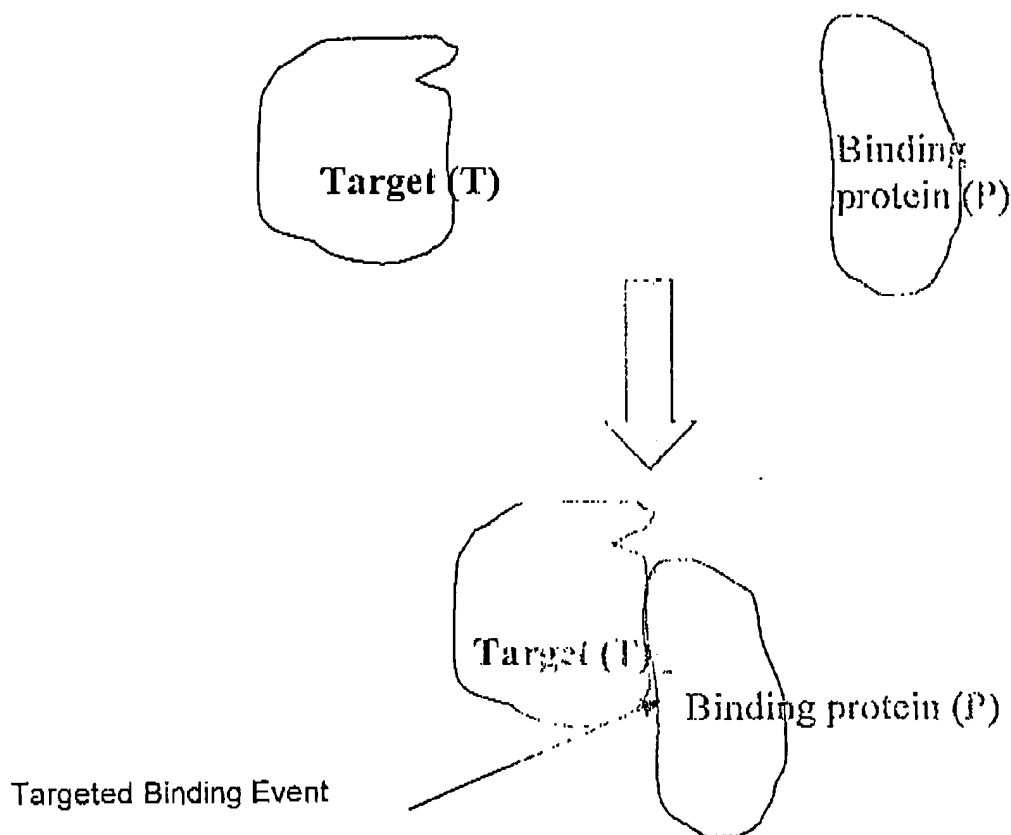 Target (T)
Binding
protein (P)
Target (T)
Binding protein (P)
Targeted Binding Event